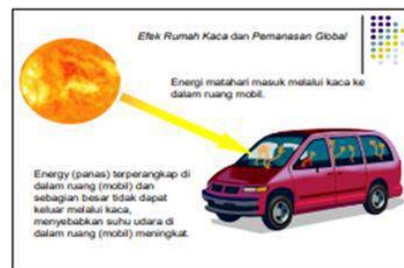 Efek Rumah Kaca dan Pemanasan Global
Energi matahari masuk melalui kaca ke
dalam ruang mobil.
Energy (panas) terperangkap di
dalam ruang (mobil) dan
sebagian besar tidak dapat
keluar melalui kaca,
menyebabkan suhu udara di
dalam ruang (mobil) meningkat.